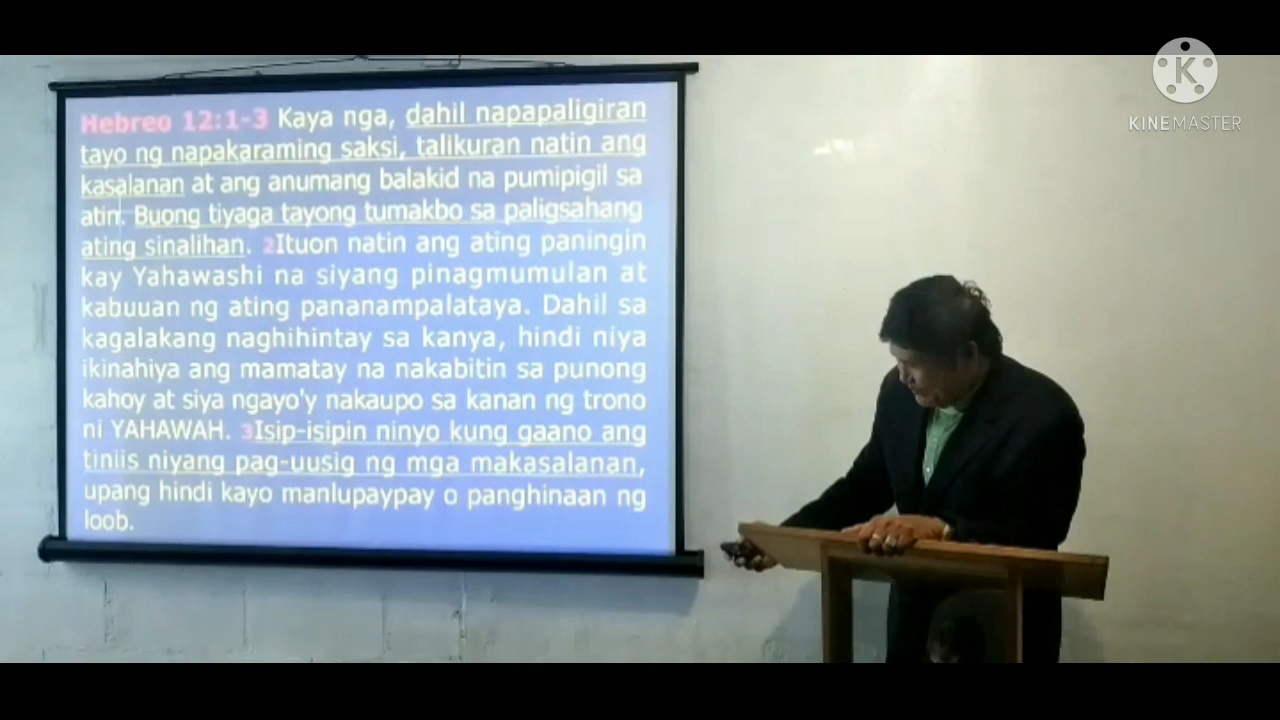 Hebreo 12:1-3 Kaya nga, dahil napapaligiran
tayo ng napakaraming saksi, talikuran natin ang
kasalanan at ang anumang balakid na pumipigil sa
atin. Buong tiyaga tayong tumakbo sa paligsahang
ating sinalihan. 2Ituon natin ang ating paningin
kay Yahawashi na siyang pinagmumulan at
kabuuan ng ating pananampalataya. Dahil sa
kagalakang naghihintay sa kanya, hindi niya
ikinahiya ang mamatay na nakabitin sa punong
kahoy at siya ngayo'y nakaupo sa kanan ng trono
ni YAHAWAH. 3Isip-isipin ninyo kung gaano ang
tiniis niyang pag-uusig ng mga makasalanan,
upang hindi kayo manlupaypay o panghinaan ng
loob.
K
KINEMASTER